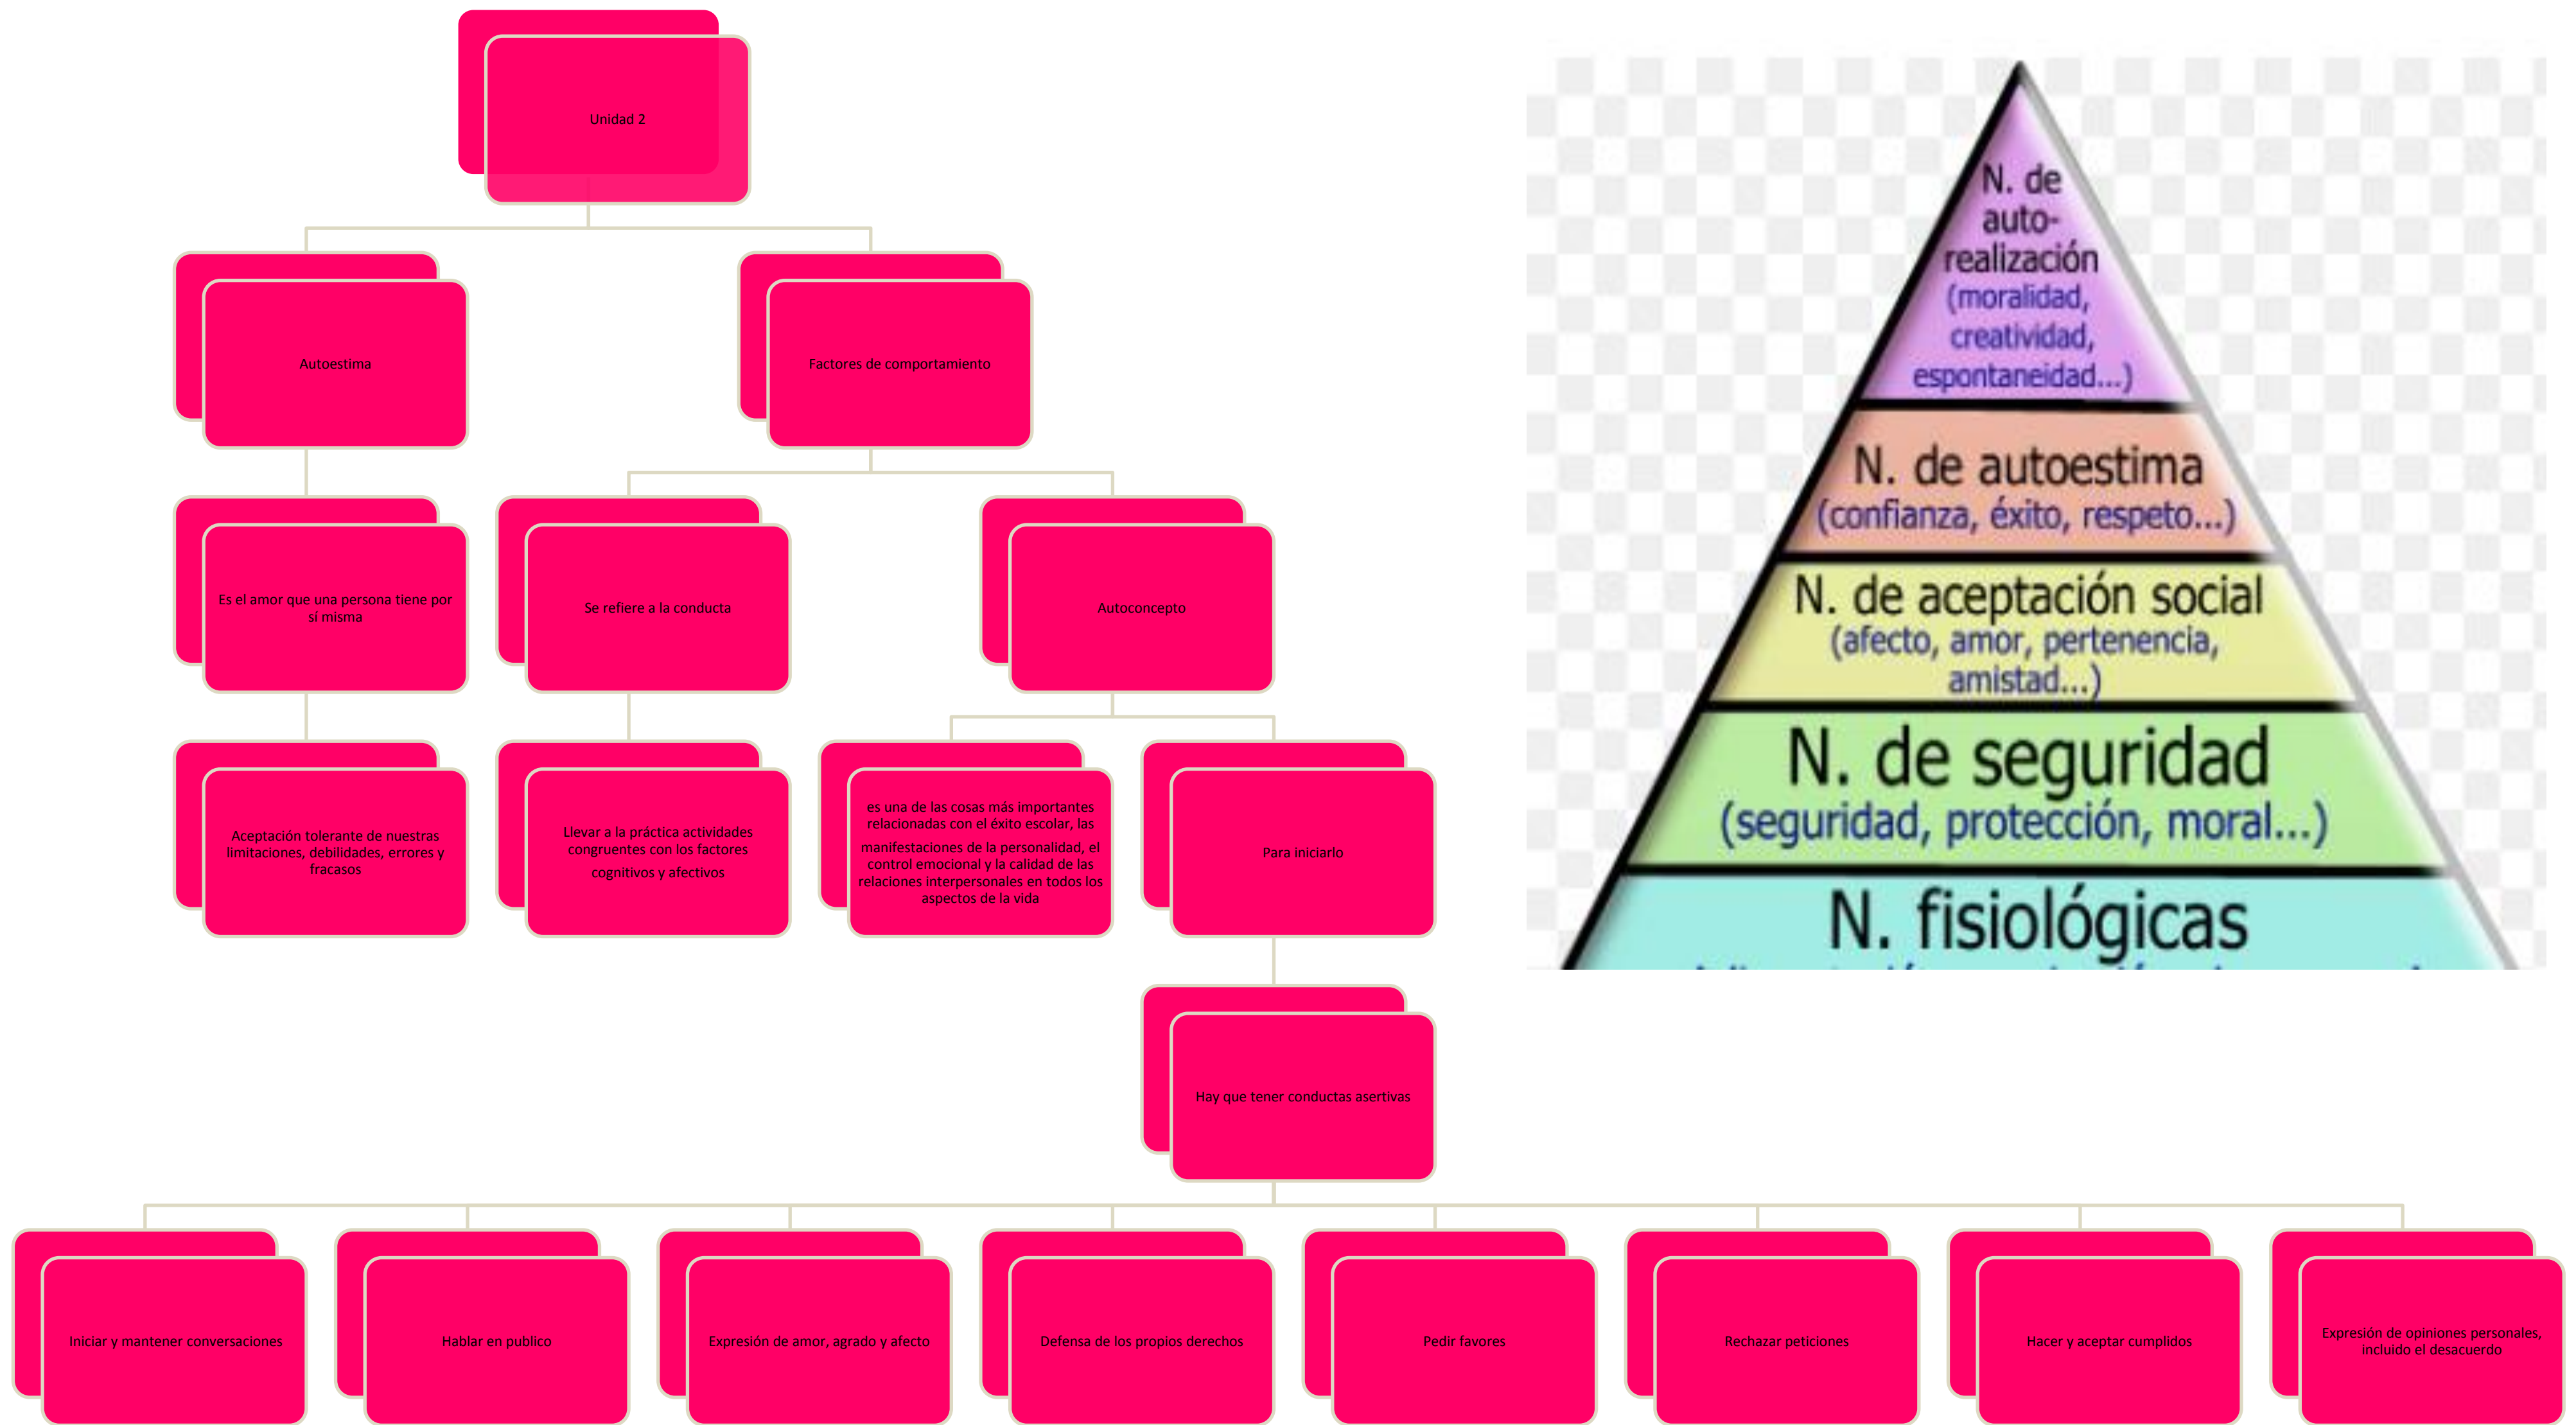 Unidad 2
Autoestima
Factores de comportamiento
Es el amor que una persona tiene por
sí misma
Se refiere a la conducta
Autoconcepto
Aceptación tolerante de nuestras
limitaciones, debilidades, errores y
fracasos
Llevar a la práctica actividades
congruentes con los factores
cognitivos y afectivos
es una de las cosas más importantes
relacionadas con el éxito escolar, las
manifestaciones de la personalidad, el
control emocional y la calidad de las
relaciones interpersonales en todos los
aspectos de la vida
Para iniciarlo
Hay que tener conductas asertivas
Iniciar y mantener conversaciones
Hablar en publico
Expresión de amor, agrado y afecto
Defensa de los propios derechos
Pedir favores
Rechazar peticiones
Hacer y aceptar cumplidos
Expresión de opiniones personales,
incluido el desacuerdo
N. de
auto-
realización
(moralidad,
creatividad,
espontaneidad...)
N. de autoestima
(confianza, éxito, respeto...)
N. de aceptación social
(afecto, amor, pertenencia,
amistad...)
N. de seguridad
(seguridad, protección, moral...)
N. fisiológicas